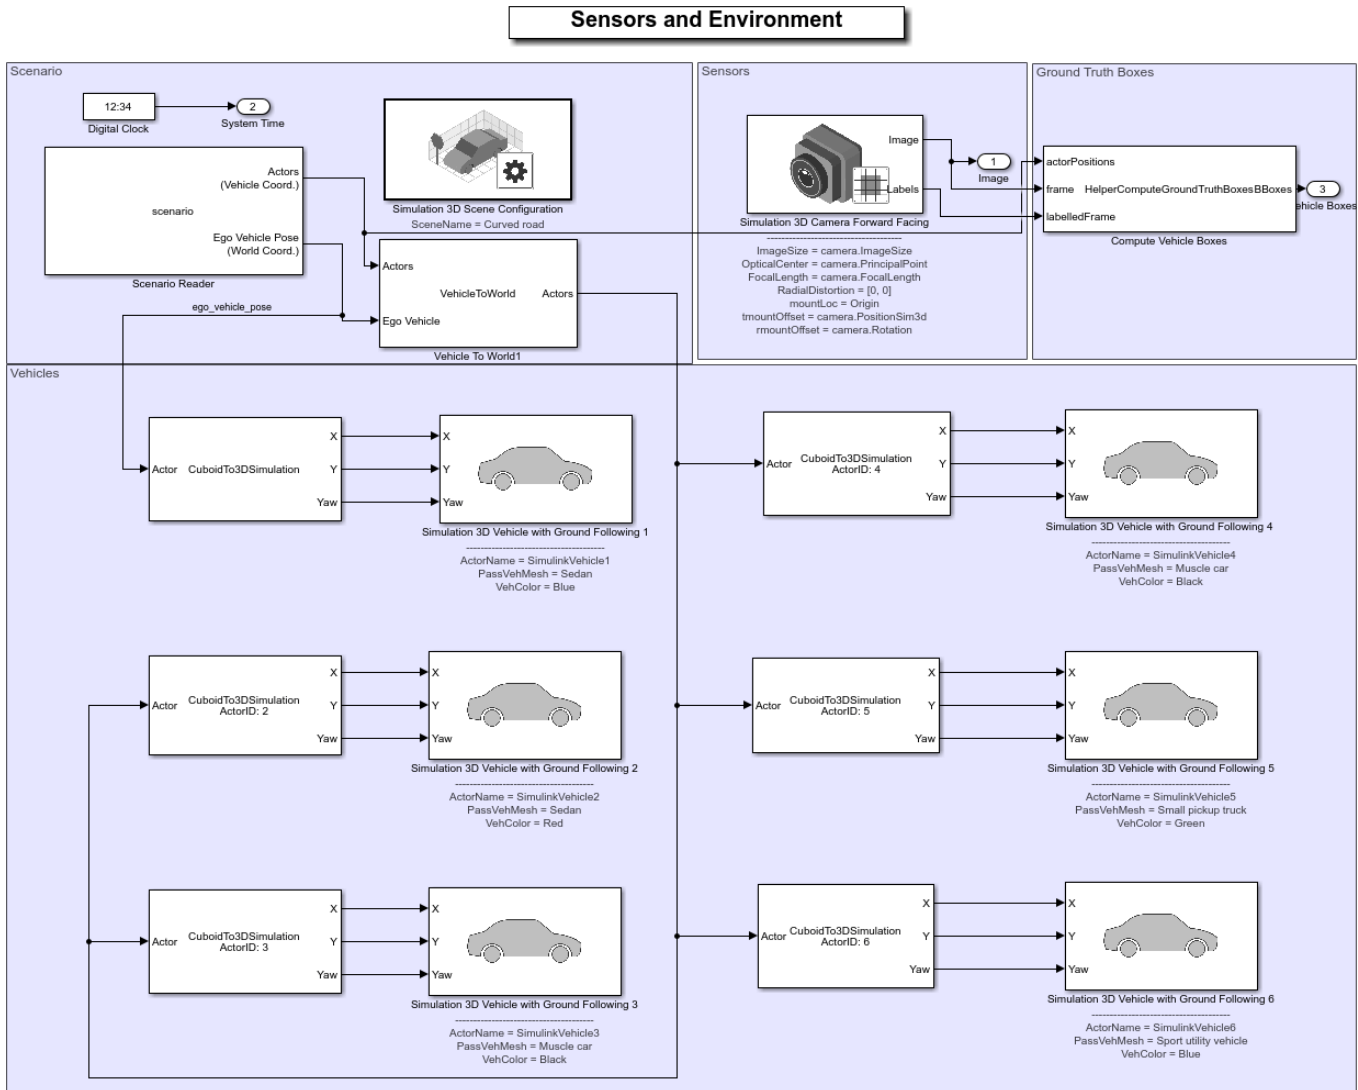 Sensors and Environment
Scenario
12:34
Digital Clock
2
System Time
Actors
(Vehicle Coord.)
scenario
Ego Vehicle Pose
(World Coord.)
Scenario Reader
ego_vehicle_pose
Simulation 3D Scene Configuration
SceneName = Curved road
Actors
VehicleToWorld
Actors
Ego Vehicle
Vehicle To World1
Sensors
Image
Labels
Simulation 3D Camera Forward Facing
---------------------------------------
ImageSize = camera.ImageSize
OpticalCenter = camera.PrincipalPoint
FocalLength = camera.FocalLength
RadialDistortion = [0, 0]
mountLoc = Origin
tmountOffset = camera.PositionSim3d
rmountOffset = camera.Rotation
1
Image
Ground Truth Boxes
actorPositions
frame
HelperComputeGroundTruthBoxes
BBoxes
labelledFrame
Compute Vehicle Boxes
3
ehicle Boxes
Vehicles
Actor
CuboidTo3DSimulation
X
Y
Yaw
X
Y
Yaw
Simulation 3D Vehicle with Ground Following 1
----------------------------------------
ActorName = SimulinkVehicle1
PassVehMesh = Sedan
VehColor = Blue
Actor
CuboidTo3DSimulation
ActorID: 4
X
Y
Yaw
X
Y
Yaw
Simulation 3D Vehicle with Ground Following 4
----------------------------------------
ActorName = SimulinkVehicle4
PassVehMesh = Muscle car
VehColor = Black
Actor
CuboidTo3DSimulation
ActorID: 2
X
Y
Yaw
X
Y
Yaw
Simulation 3D Vehicle with Ground Following 2
----------------------------------------
ActorName = SimulinkVehicle2
PassVehMesh = Sedan
VehColor = Red
Actor
CuboidTo3DSimulation
ActorID: 5
X
Y
Yaw
X
Y
Yaw
Simulation 3D Vehicle with Ground Following 5
----------------------------------------
ActorName = SimulinkVehicle5
PassVehMesh = Small pickup truck
VehColor = Green
Actor
CuboidTo3DSimulation
ActorID: 3
X
Y
Yaw
X
Y
Yaw
Simulation 3D Vehicle with Ground Following 3
----------------------------------------
ActorName = SimulinkVehicle3
PassVehMesh = Muscle car
VehColor = Black
Actor
CuboidTo3DSimulation
ActorID: 6
X
Y
Yaw
X
Y
Yaw
Simulation 3D Vehicle with Ground Following 6
----------------------------------------
ActorName = SimulinkVehicle6
PassVehMesh = Sport utility vehicle
VehColor = Blue